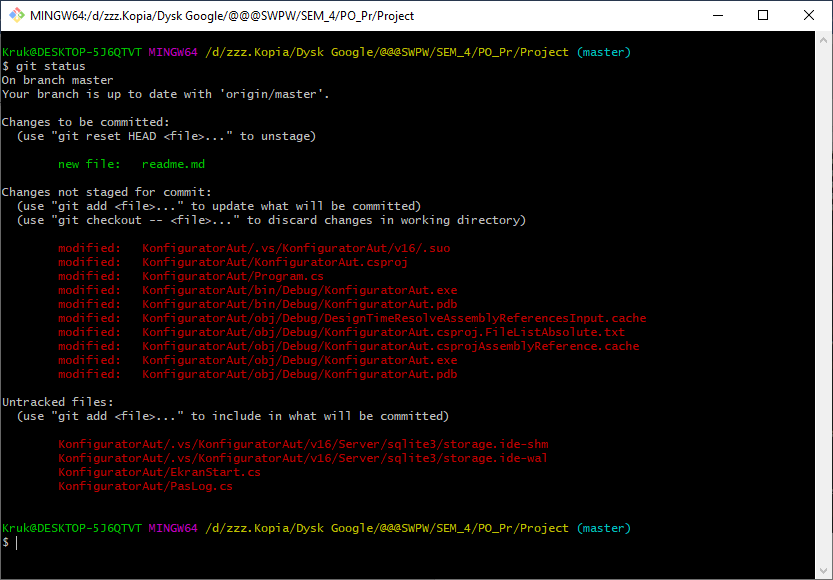 MINGW64:/d/zzz.Kopia/Dysk Google/@@@SWPW/SEM_4/PO_Pr/Project
Kruk@DESKTOP-5J6QTVT MINGW64 /d/zzz.Kopia/Dysk Google/@@@SWPW/SEM_4/PO_Pr/Project (master)
$ git status
On branch master
Your branch is up to date with 'origin/master'.
Changes to be committed:
(use "git reset HEAD <file>..." to unstage)
new file: readme.md
Changes not staged for commit:
(use "git add <file>..." to update what will be committed)
(use "git checkout -- <file>..." to discard changes in working directory)
modified: KonfiguratorAut/.vs/KonfiguratorAut/v16/.suo
modified: KonfiguratorAut/KonfiguratorAut.csproj
modified: KonfiguratorAut/Program.cs
modified: KonfiguratorAut/bin/Debug/KonfiguratorAut.exe
modified: KonfiguratorAut/bin/Debug/KonfiguratorAut.pdb
modified: KonfiguratorAut/obj/Debug/DesignTimeResolveAssemblyReferencesInput.cache
modified: KonfiguratorAut/obj/Debug/KonfiguratorAut.csproj.FileListAbsolute.txt
modified: KonfiguratorAut/obj/Debug/KonfiguratorAut.csprojAssemblyReference.cache
modified: KonfiguratorAut/obj/Debug/KonfiguratorAut.exe
modified: KonfiguratorAut/obj/Debug/KonfiguratorAut.pdb
Untracked files:
(use "git add <file>..." to include in what will be committed)
KonfiguratorAut/.vs/KonfiguratorAut/v16/Server/sqlite3/storage.ide-shm
KonfiguratorAut/.vs/KonfiguratorAut/v16/Server/sqlite3/storage.ide-wal
KonfiguratorAut/EkranStart.cs
KonfiguratorAut/PasLog.cs
Kruk@DESKTOP-5J6QTVT MINGW64 /d/zzz.Kopia/Dysk Google/@@@SWPW/SEM_4/PO_Pr/Project (master)
$